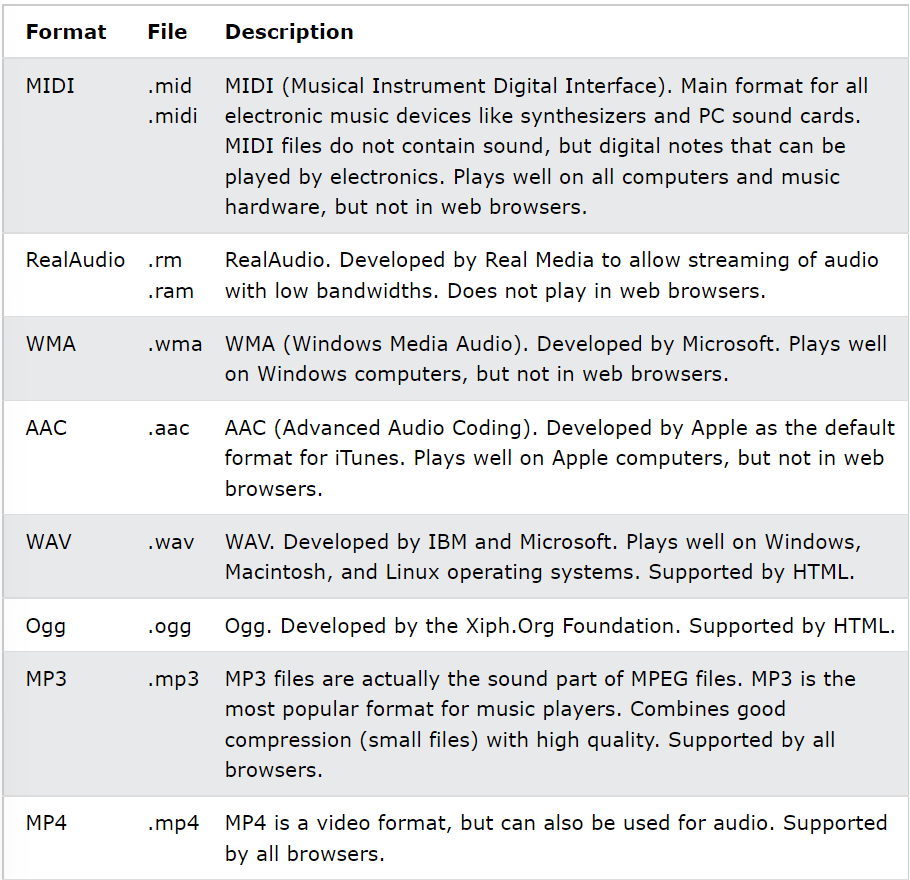 Format File Description
MIDI .mid MIDI (Musical Instrument Digital Interface). Main format for all
.midi electronic music devices like synthesizers and PC sound cards.
MIDI files do not contain sound, but digital notes that can be
played by electronics. Plays well on all computers and music
hardware, but not in web browsers.
RealAudio .rm RealAudio. Developed by Real Media to allow streaming of audio
.ram with low bandwidths. Does not play in web browsers.
WMA .wma WMA (Windows Media Audio). Developed by Microsoft. Plays well
on Windows computers, but not in web browsers.
AAC .aac AAC (Advanced Audio Coding). Developed by Apple as the default
format for iTunes. Plays well on Apple computers, but not in web
browsers.
WAV .wav WAV. Developed by IBM and Microsoft. Plays well on Windows,
Macintosh, and Linux operating systems. Supported by HTML.
Ogg .ogg Ogg. Developed by the Xiph.Org Foundation. Supported by HTML.
MP3 .mp3 MP3 files are actually the sound part of MPEG files. MP3 is the
most popular format for music players. Combines good
compression (small files) with high quality. Supported by all
browsers.
MP4 .mp4 MP4 is a video format, but can also be used for audio. Supported
by all browsers.